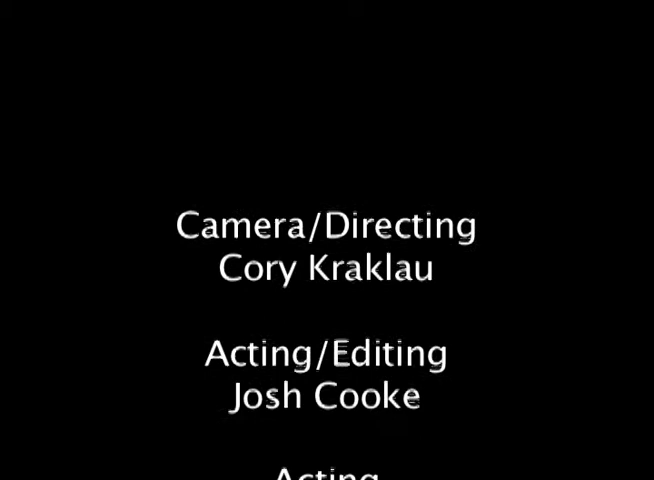 Camera/Directing
Cory Kraklau
Acting/Editing
Josh Cooke
Acting